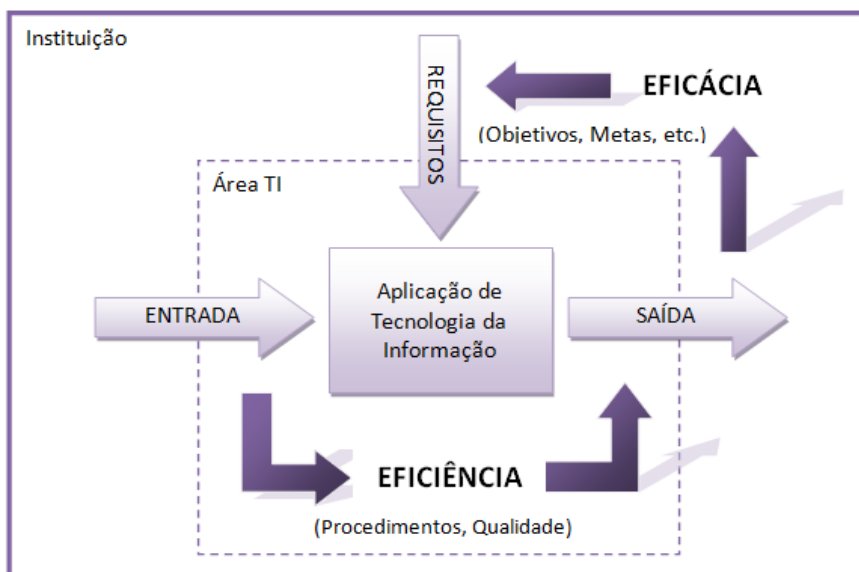 Instituição
REQUISITOS
EFICÁCIA
(Objetivos, Metas, etc.)
Área TI
ENTRADA
Aplicação de
Tecnologia da
Informação
SAÍDA
EFICIÊNCIA
(Procedimentos, Qualidade)